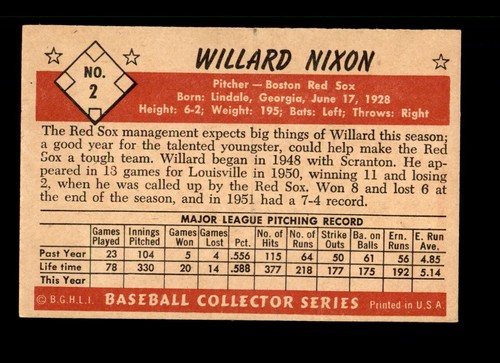 WILLARD NIXON
NO.
2
Pitcher — Boston Red Sox
Born: Lindale, Georgia, June 17, 1928
Height: 6-2; Weight: 195; Bats: Left; Throws: Right
The Red Sox management expects big things of Willard this season;
a good year for the talented youngster, could help make the Red
Sox a tough team. Willard began in 1948 with Scranton. He ap-
peared in 13 games for Louisville in 1950, winning 11 and losing
2, when he was called up by the Red Sox. Won 8 and lost 6 at
the end of the season, and in 1951 had a 7-4 record.
MAJOR LEAGUE PITCHING RECORD
Games Played Innings Pitched Games Won Games Lost Pct. No. of Hits No. of Runs Strike Outs Ba. on Balls Ern. Runs E. Run Ave.
Past Year 23 104 5 4 .556 115 64 50 61 56 4.85
Life time 78 330 20 14 .588 377 218 177 175 192 5.14
This Year
© B.G.H.L.I. BASEBALL COLLECTOR SERIES Printed in U.S.A.